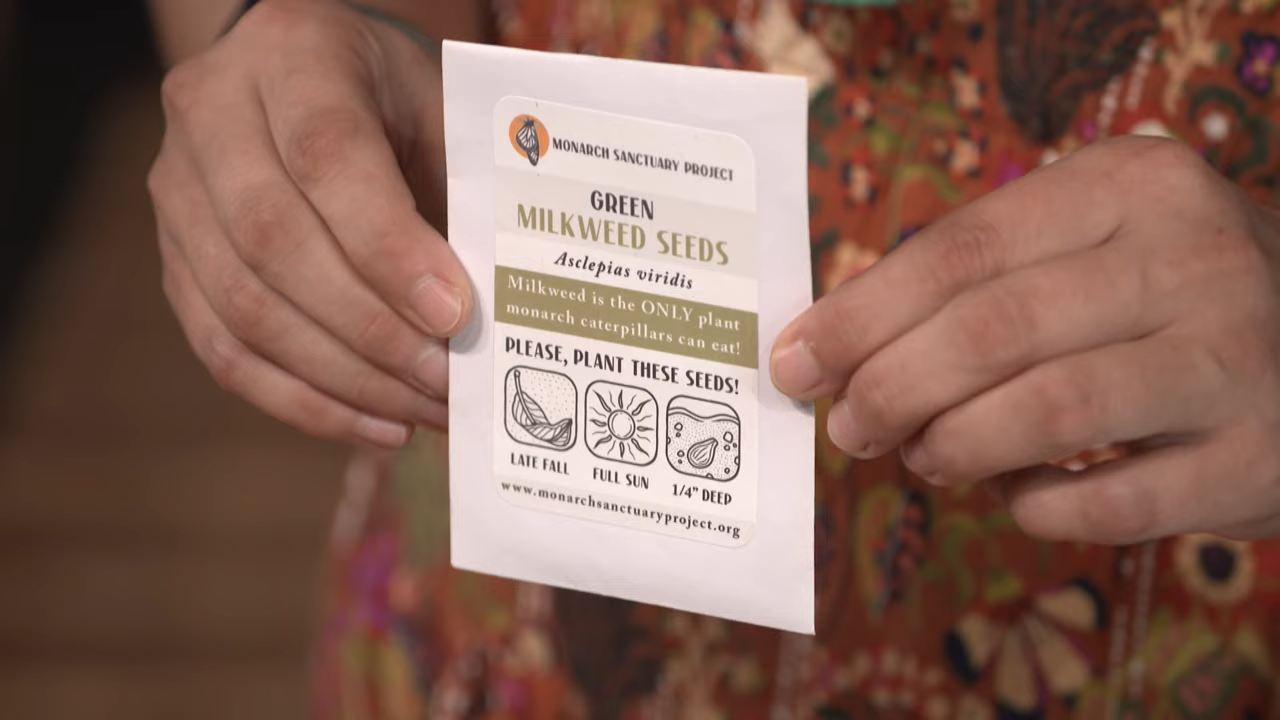 MONARCH SANCTUARY PROJECT
GREEN
MILKWEED SEEDS
Asclepias viridis
Milkweed is the ONLY plant
monarch caterpillars can eat!
PLEASE, PLANT THESE SEEDS!
LATE FALL
FULL SUN
1/4" DEEP
www.monarchsanctuaryproject.org